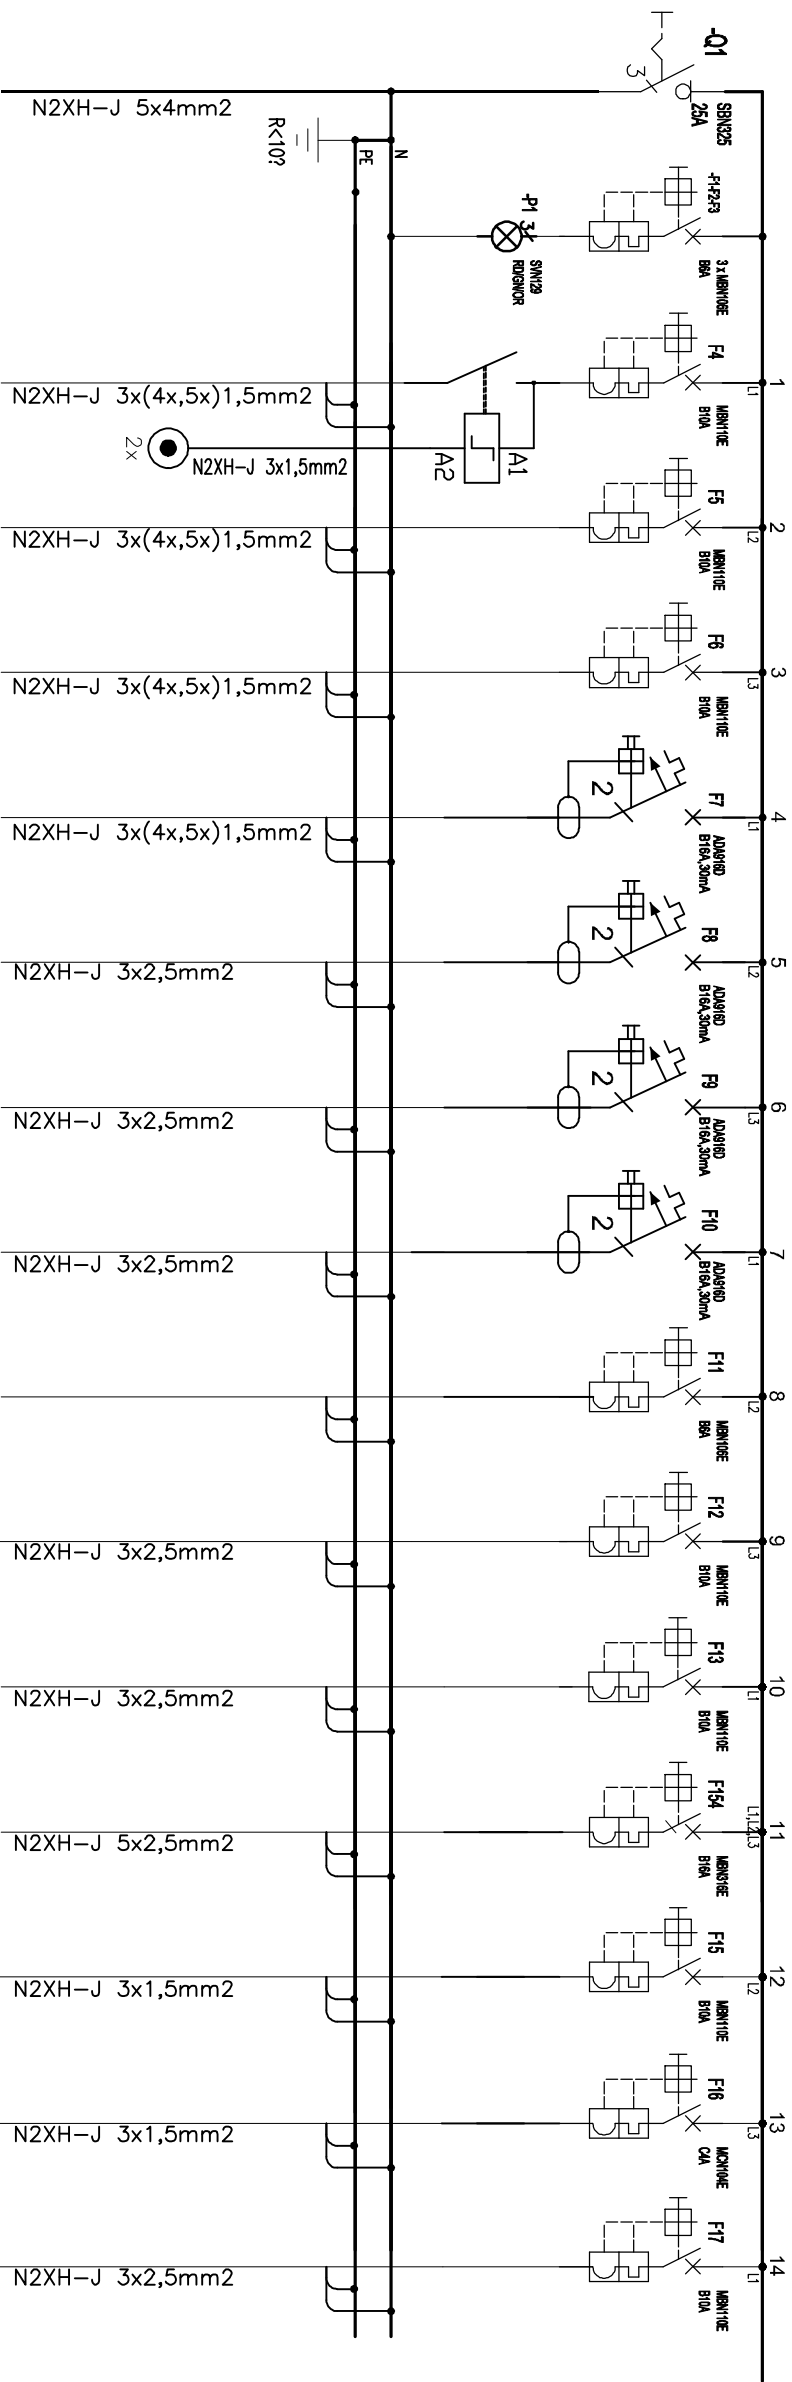 -Q1
3
SBN325
25A
N2XH-J 5x4mm2
R<10?
PE
N
-F1-F2-F3
3 x MBN106E
B6A
-P1
3
SVN129
RD/GN/OR
F4
MBN110E
B10A
1
L1
N2XH-J 3x(4x,5x)1,5mm2
A1
A2
2x
N2XH-J 3x1,5mm2
F5
MBN110E
B10A
2
L2
N2XH-J 3x(4x,5x)1,5mm2
F6
MBN110E
B10A
3
L3
N2XH-J 3x(4x,5x)1,5mm2
F7
2
ADA916D
B16A,30mA
4
L1
N2XH-J 3x(4x,5x)1,5mm2
F8
2
ADA916D
B16A,30mA
5
L2
N2XH-J 3x2,5mm2
F9
2
ADA916D
B16A,30mA
6
L3
N2XH-J 3x2,5mm2
F10
2
ADA916D
B16A,30mA
7
L1
N2XH-J 3x2,5mm2
F11
MBN106E
B6A
8
L2
F12
MBN110E
B10A
9
L3
N2XH-J 3x2,5mm2
F13
MBN110E
B10A
10
L1
N2XH-J 3x2,5mm2
F154
MBN316E
B16A
11
L1,L2,L3
N2XH-J 5x2,5mm2
F15
MBN110E
B10A
12
L2
N2XH-J 3x1,5mm2
F16
MCN104E
C4A
13
L3
N2XH-J 3x1,5mm2
F17
MBN110E
B10A
14
L1
N2XH-J 3x2,5mm2